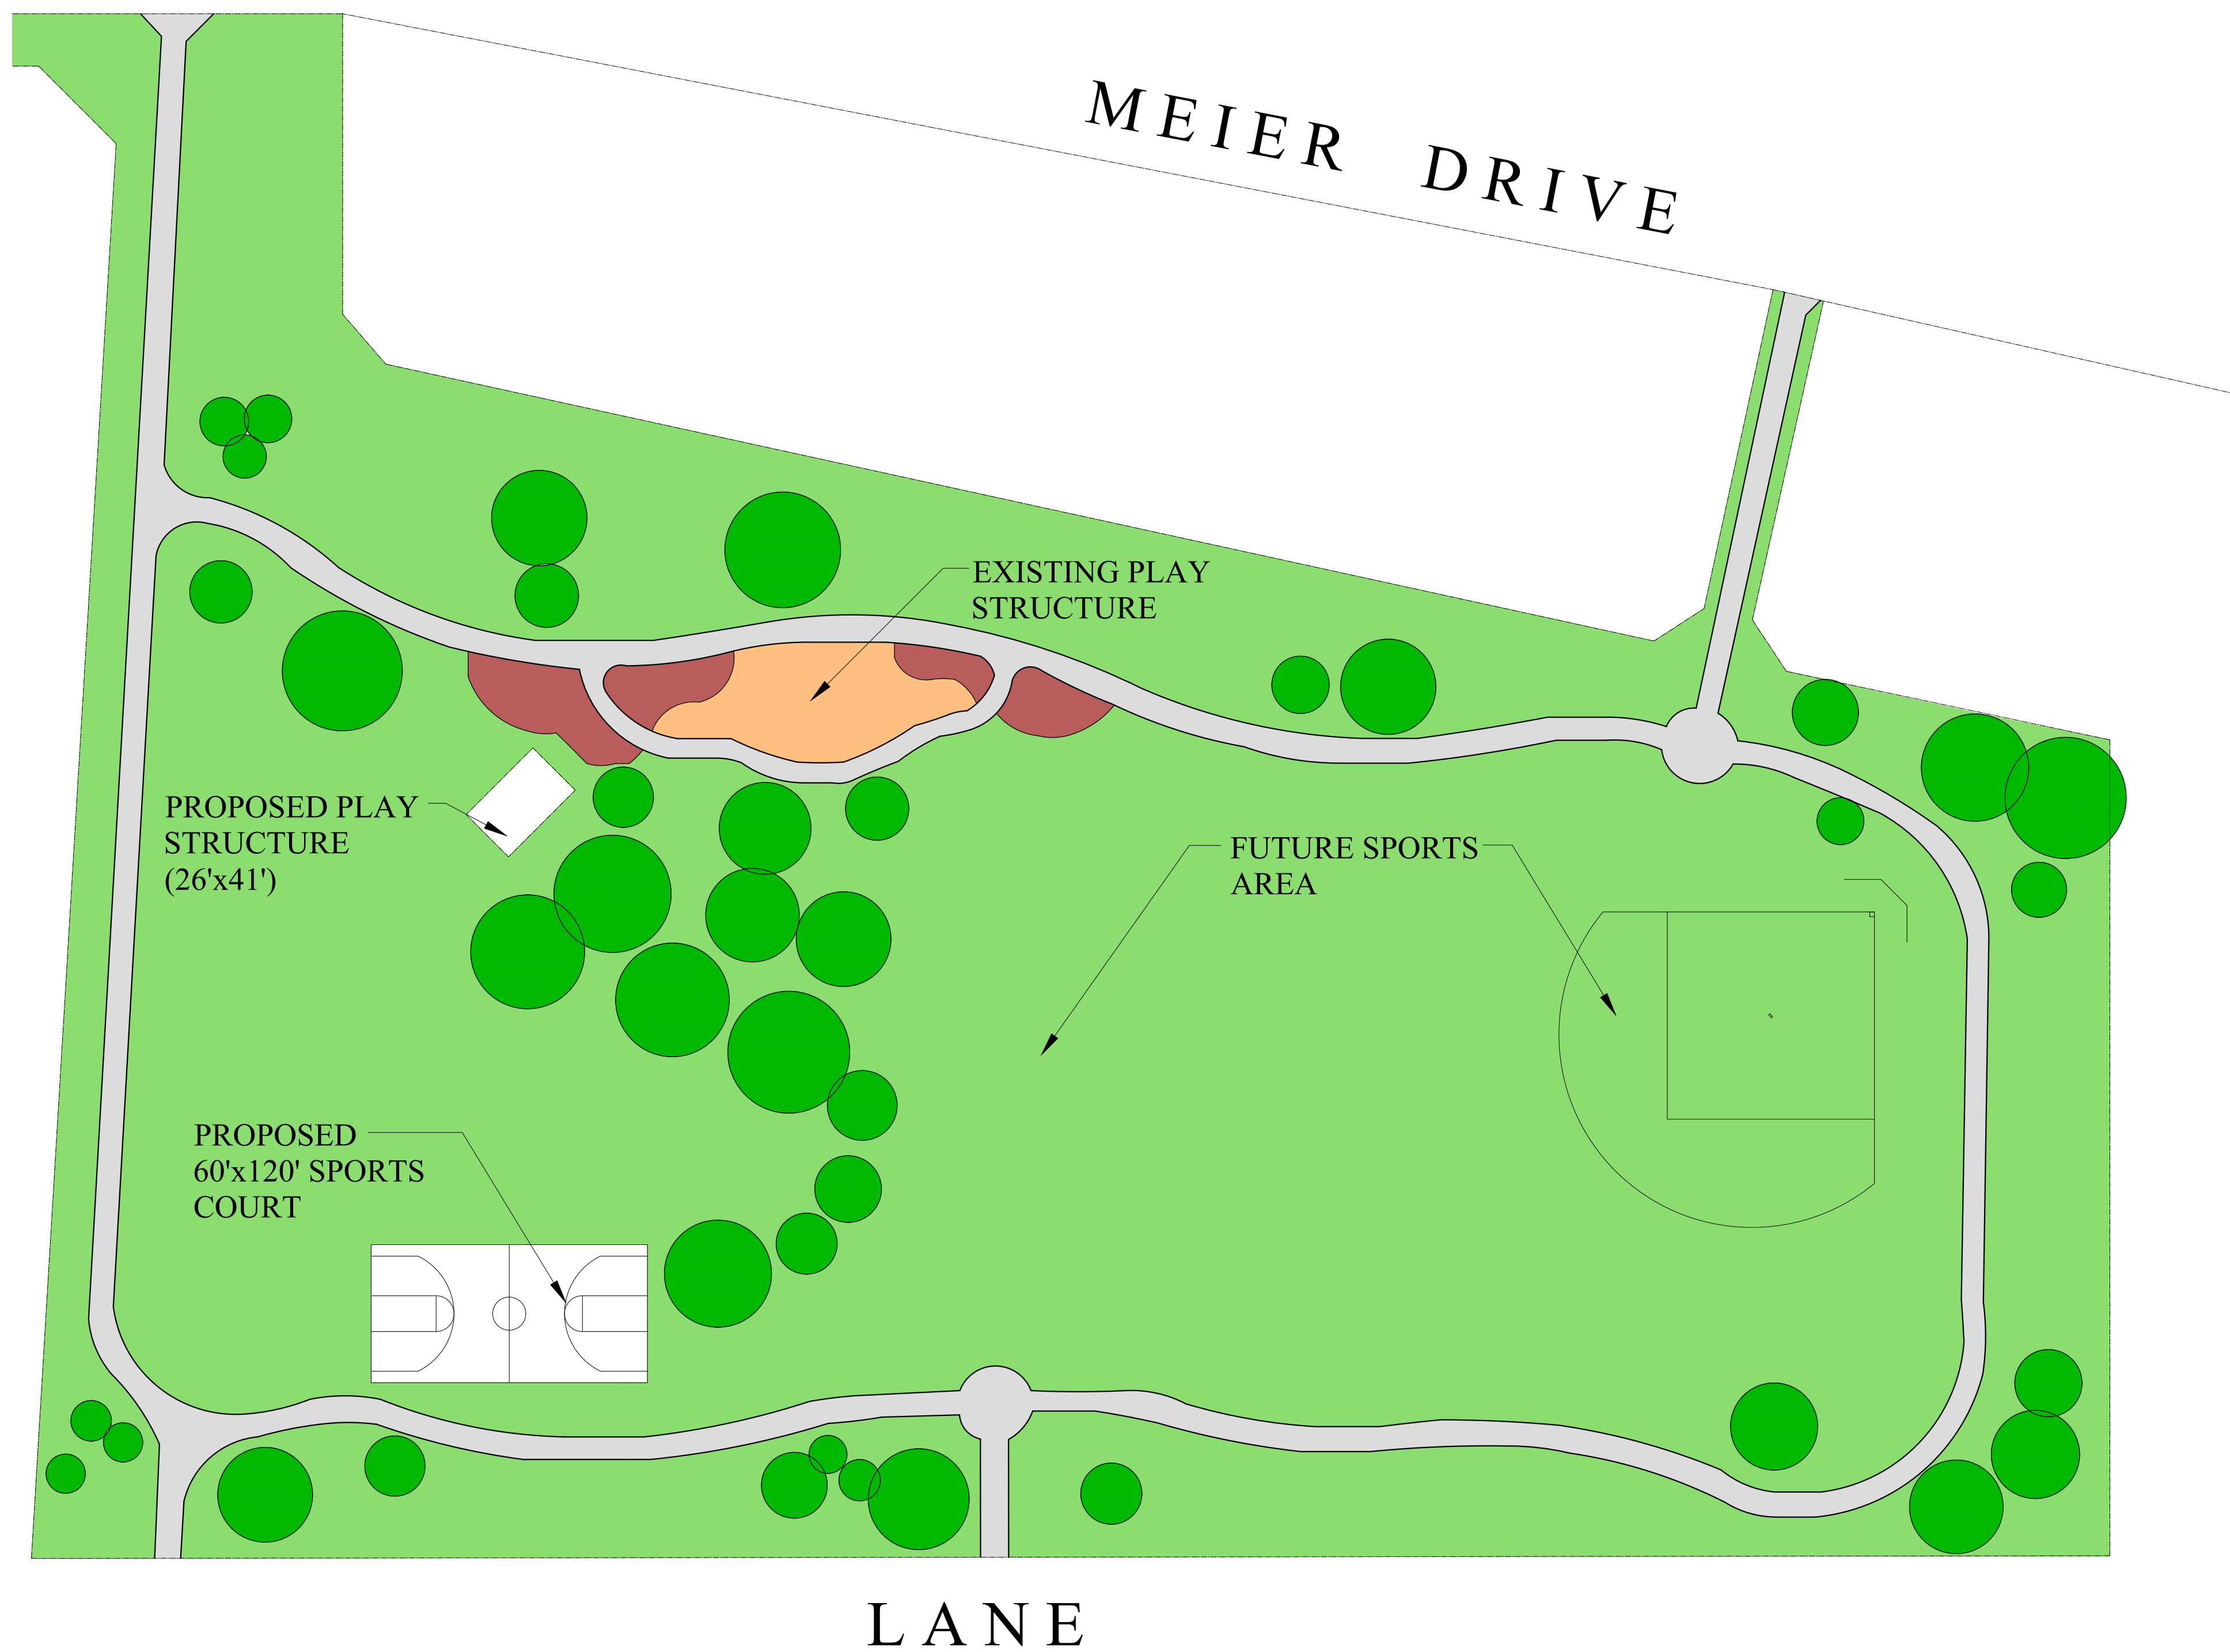 MEIER DRIVE
EXISTING PLAY
STRUCTURE
PROPOSED PLAY
STRUCTURE
(26'x41')
FUTURE SPORTS
AREA
PROPOSED
60'x120' SPORTS
COURT
LANE